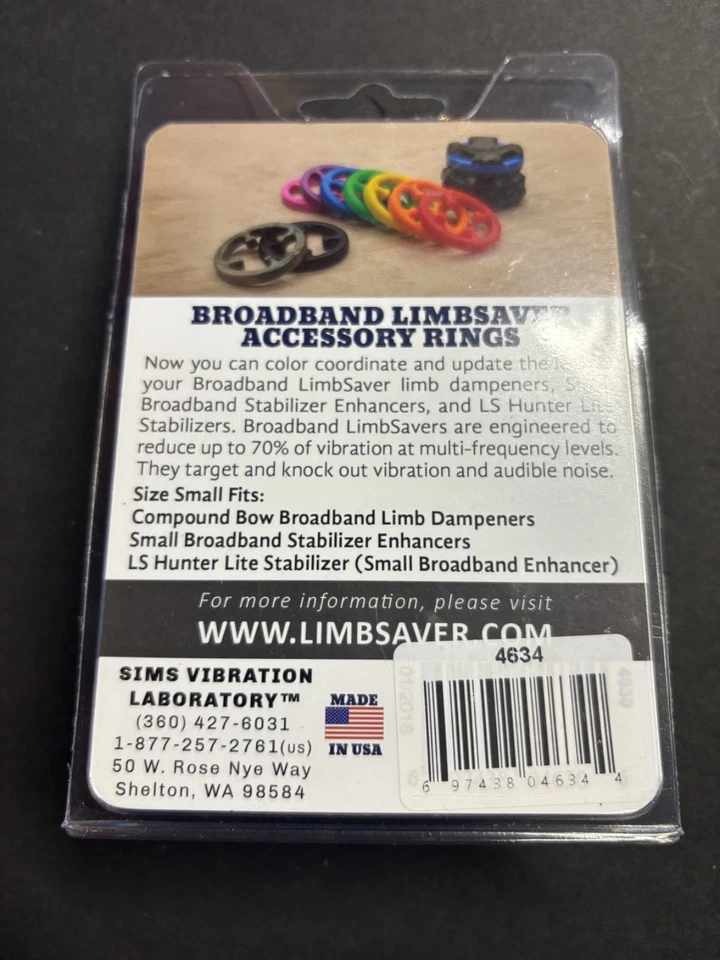 BROADBAND LIMBSAVER
ACCESSORY RINGS
Now you can color coordinate and update the
your Broadband LimbSaver limb dampeners,
Broadband Stabilizer Enhancers, and LS Hunter Lite
Stabilizers. Broadband LimbSavers are engineered to
reduce up to 70% of vibration at multi-frequency levels.
They target and knock out vibration and audible noise.
Size Small Fits:
Compound Bow Broadband Limb Dampeners
Small Broadband Stabilizer Enhancers
LS Hunter Lite Stabilizer (Small Broadband Enhancer)
For more information, please visit
WWW.LIMBSAVER.COM
SIMS VIBRATION
LABORATORY™
(360) 427-6031
1-877-257-2761(US)
50 W. Rose Nye Way
Shelton, WA 98584
MADE
IN USA
4634
01/2016
4630
6 97438 04634 4